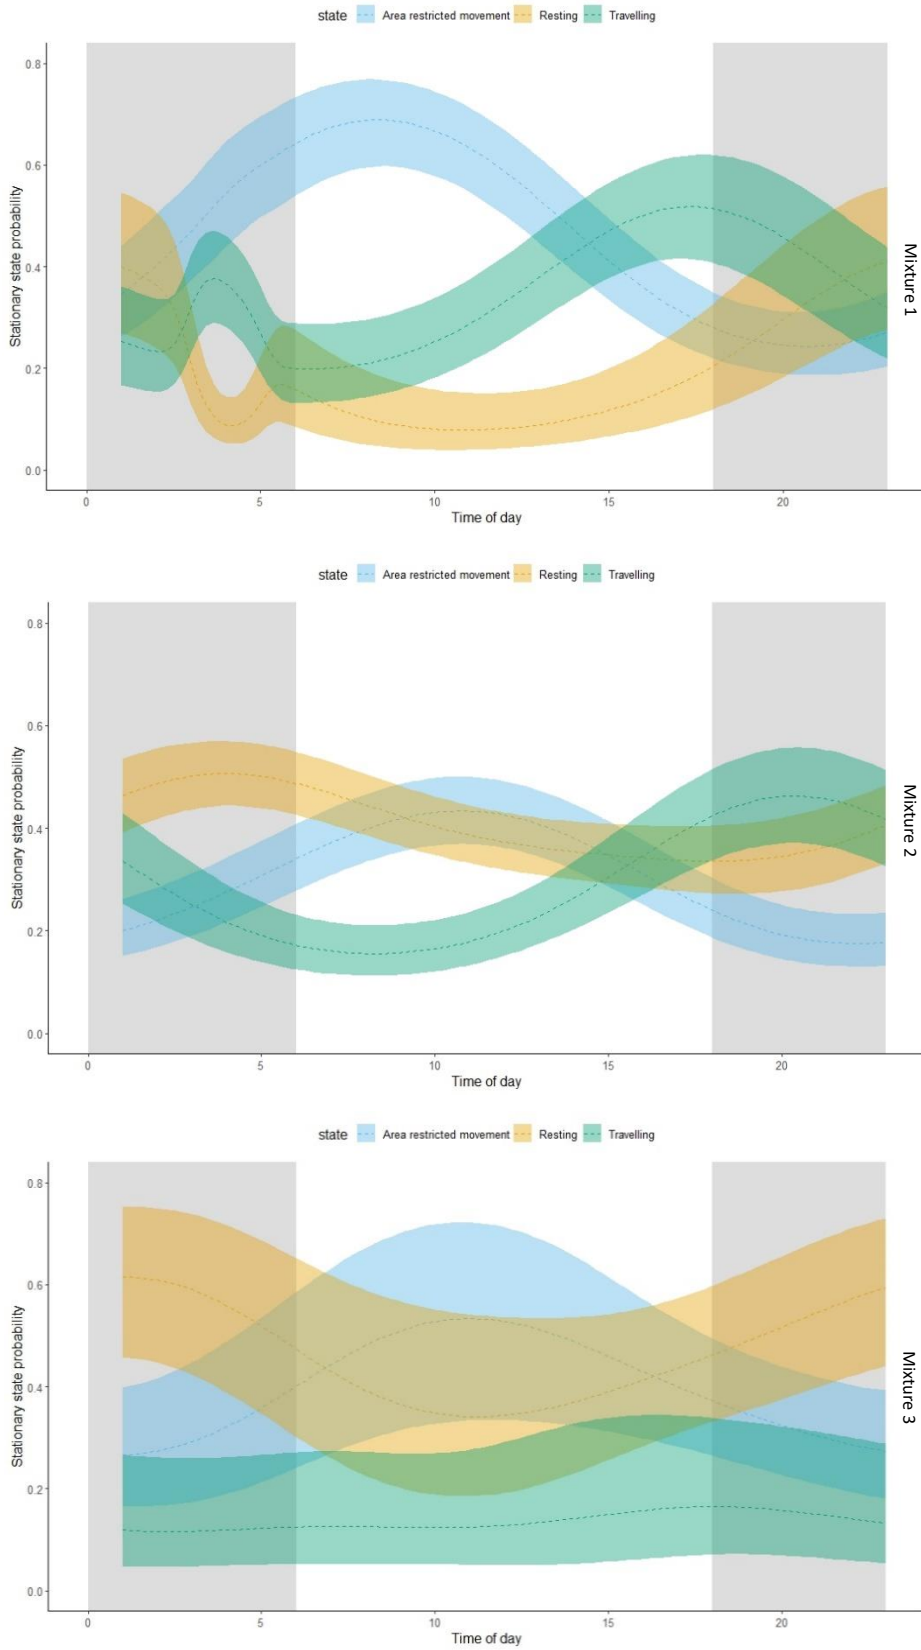 state Area restricted movement Resting Travelling
0.8
0.6
0.4
0.2
0.0
Stationary state probability
Mixture 1
0 5 10 15 20
Time of day
state Area restricted movement Resting Travelling
0.8
0.6
0.4
0.2
0.0
Stationary state probability
Mixture 2
0 5 10 15 20
Time of day
state Area restricted movement Resting Travelling
0.8
0.6
0.4
0.2
0.0
Stationary state probability
Mixture 3
0 5 10 15 20
Time of day